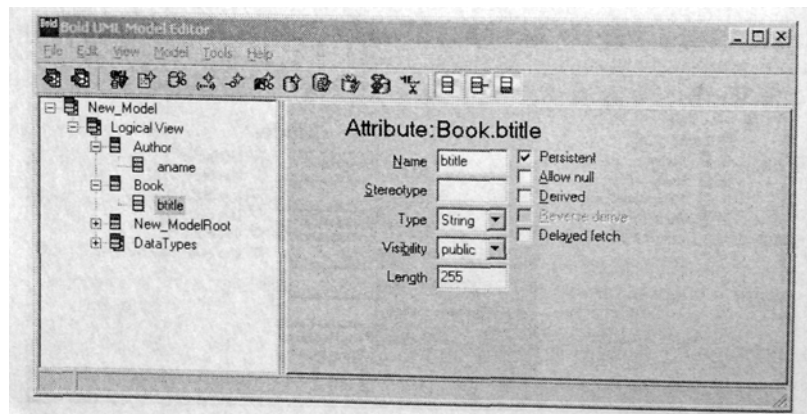 Bold Bold UML Model Editor
File Edit View Model Tools Help
New_Model
Logical View
Author
aname
Book
btitle
New_ModelRoot
DataTypes
Attribute:Book.btitle
Name btitle
Stereotype
Type String
Visibility public
Length 255
Persistent
Allow null
Derived
Reverse derive
Delayed fetch